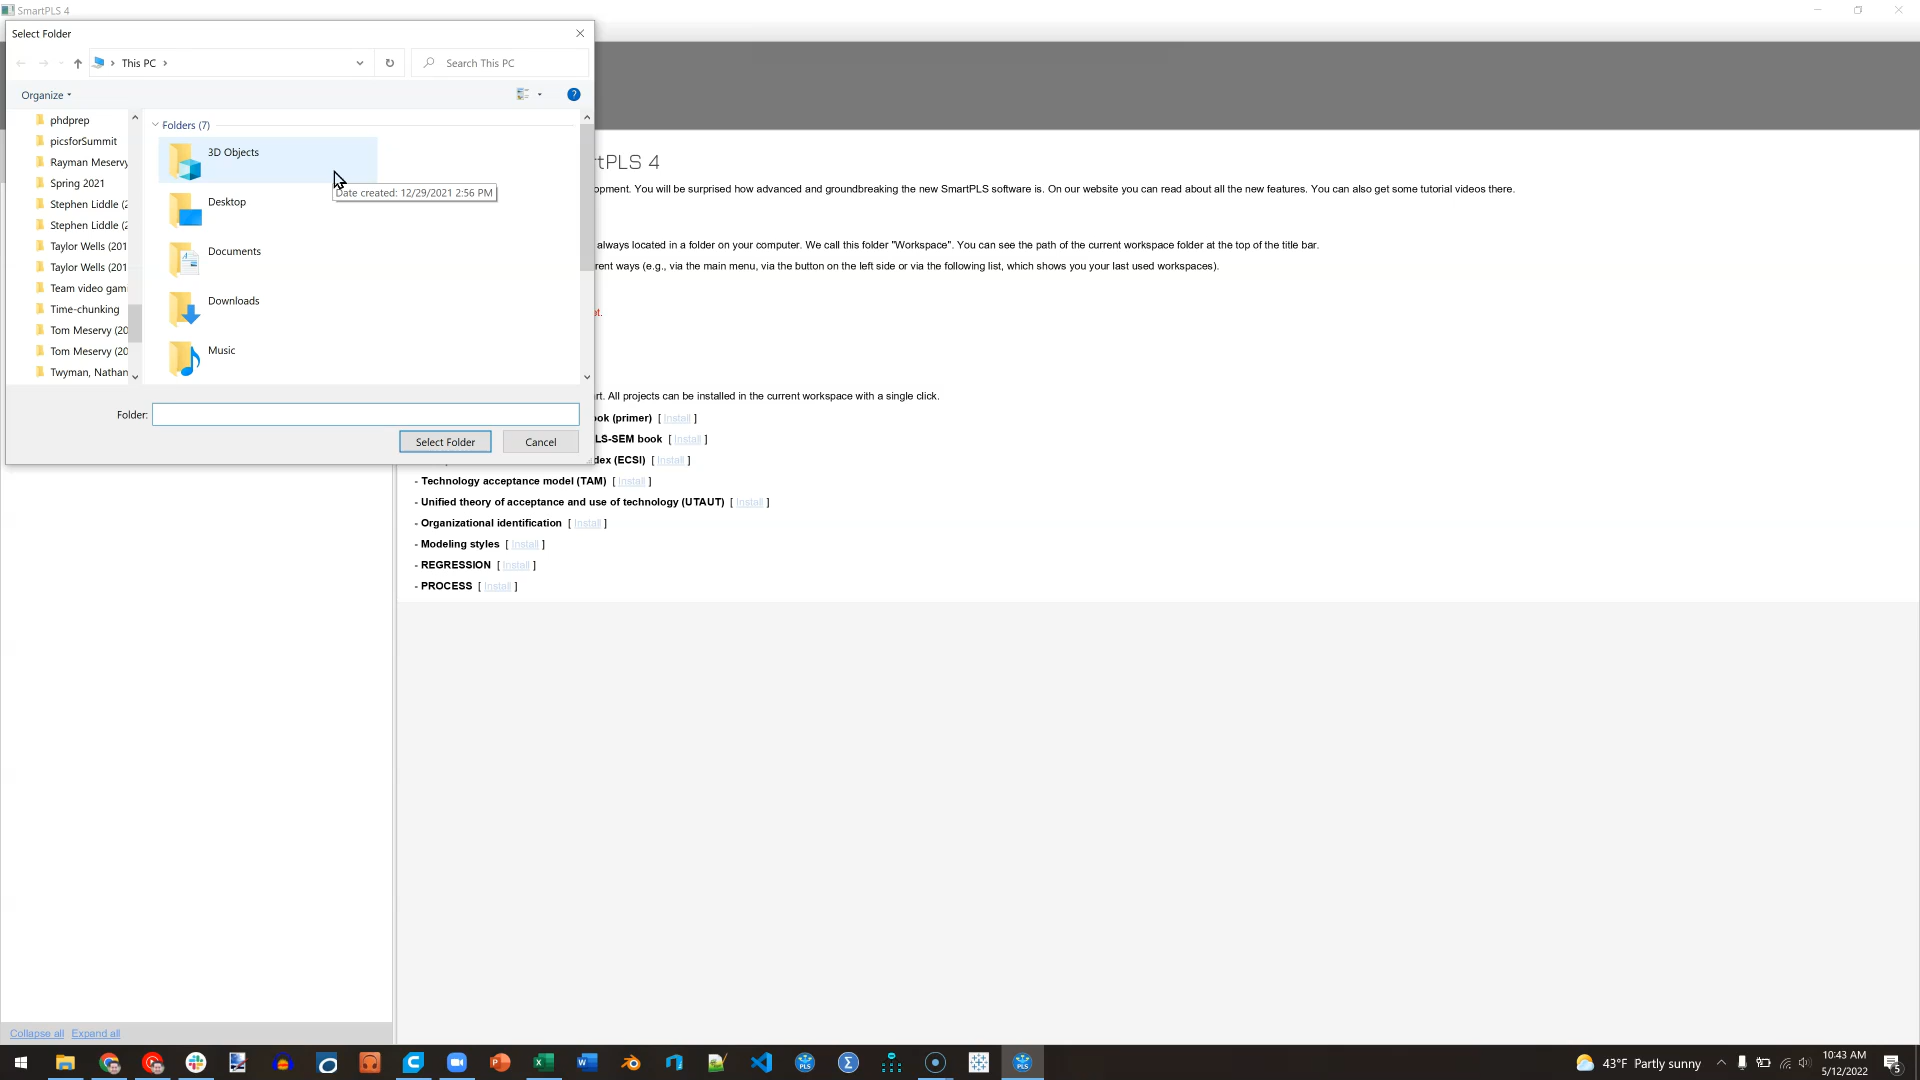 SmartPLS 4
Select Folder
This PC
Search This PC
Organize
?
phdprep
picsforSummit
Rayman Meservy
Spring 2021
Stephen Liddle (2
Stephen Liddle (2
Taylor Wells (201
Taylor Wells (201
Team video gam
Time-chunking
Tom Meservy (20
Tom Meservy (20
Twyman, Nathan
Folders (7)
3D Objects
Date created: 12/29/2021 2:56 PM
Desktop
Documents
Downloads
Music
Folder:
Select Folder Cancel
rtPLS 4
opment. You will be surprised how advanced and groundbreaking the new SmartPLS software is. On our website you can read about all the new features. You can also get some tutorial videos there.
always located in a folder on your computer. We call this folder "Workspace". You can see the path of the current workspace folder at the top of the title bar.
rent ways (e.g., via the main menu, via the button on the left side or via the following list, which shows you your last used workspaces).
ot.
rt. All projects can be installed in the current workspace with a single click.
ook (primer) [ Install ]
LS-SEM book [ Install ]
dex (ECSI) [ Install ]
- Technology acceptance model (TAM) [ Install ]
- Unified theory of acceptance and use of technology (UTAUT) [ Install ]
- Organizational identification [ Install ]
- Modeling styles [ Install ]
- REGRESSION [ Install ]
- PROCESS [ Install ]
Collapse all Expand all
43°F Partly sunny
10:43 AM
5/12/2022
5